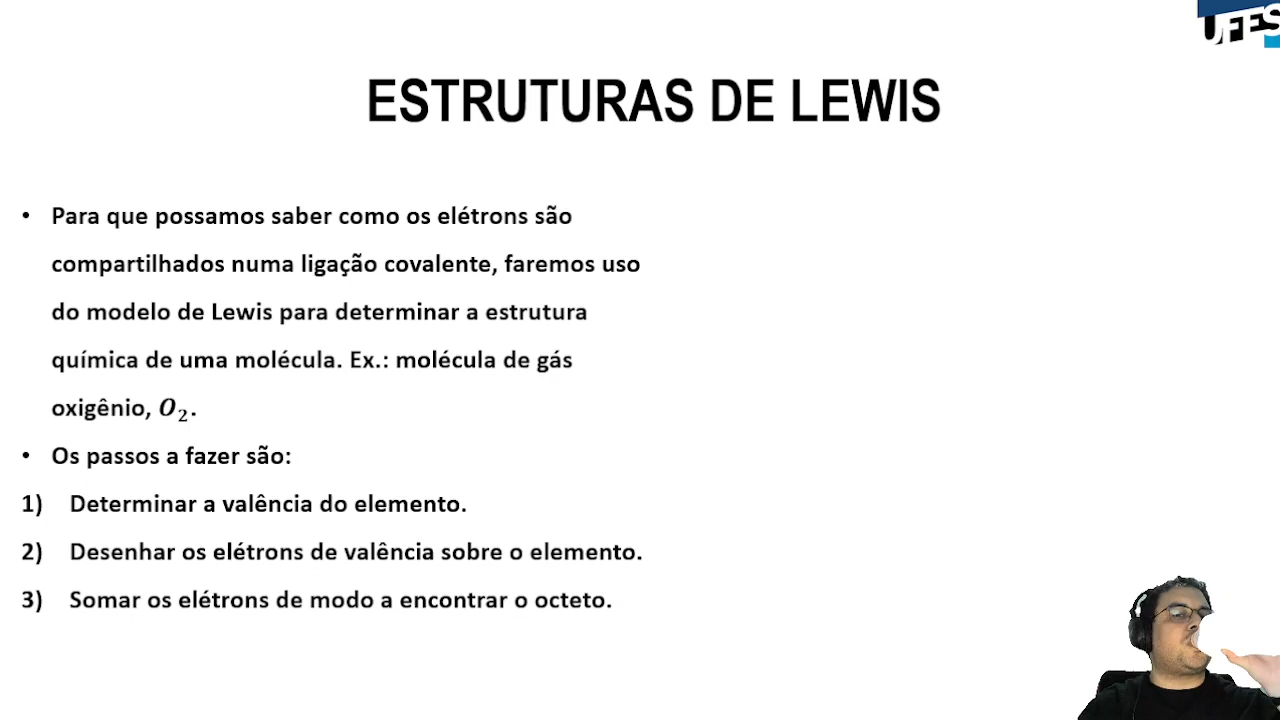 UFES
ESTRUTURAS DE LEWIS
• Para que possamos saber como os elétrons são
compartilhados numa ligação covalente, faremos uso
do modelo de Lewis para determinar a estrutura
química de uma molécula. Ex.: molécula de gás
oxigênio, O₂.
• Os passos a fazer são:
1) Determinar a valência do elemento.
2) Desenhar os elétrons de valência sobre o elemento.
3) Somar os elétrons de modo a encontrar o octeto.